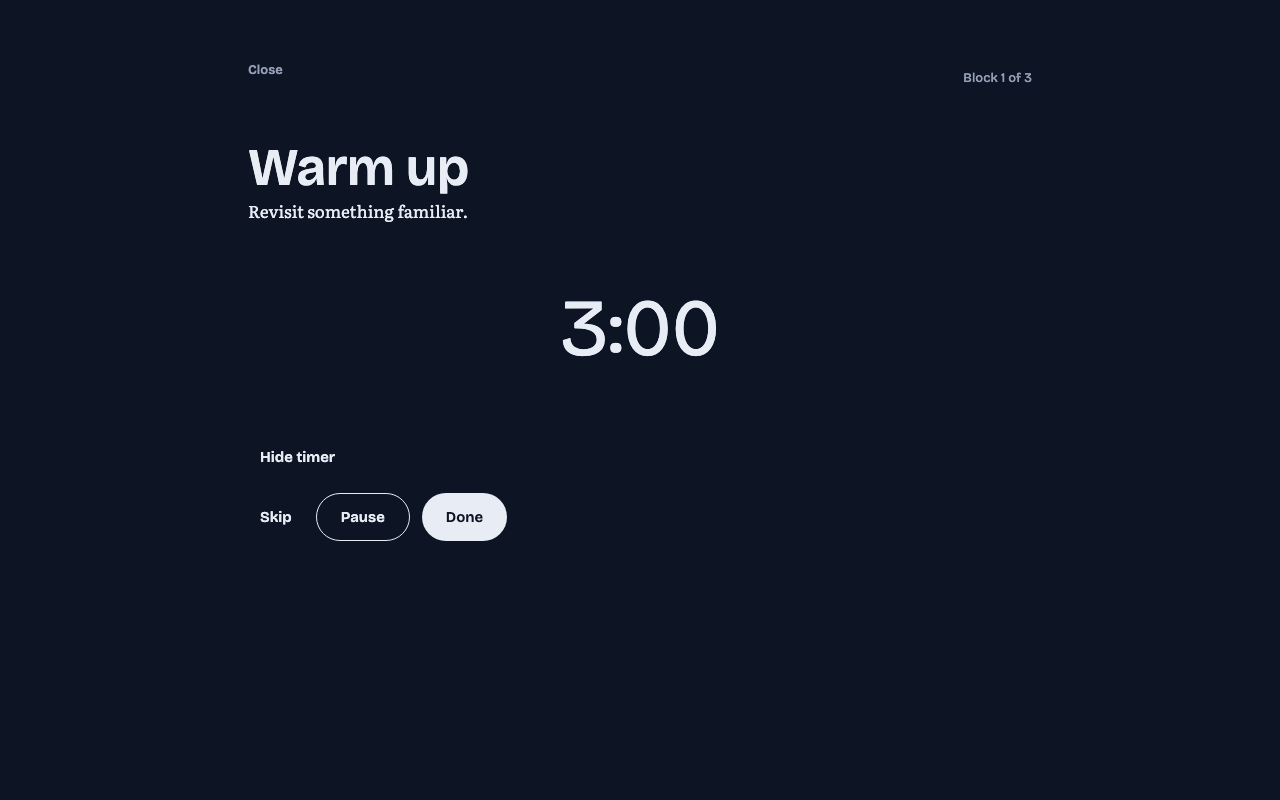 Close
Block 1 of 3
Warm up
Revisit something familiar.
3:00
Hide timer
Skip
Pause
Done